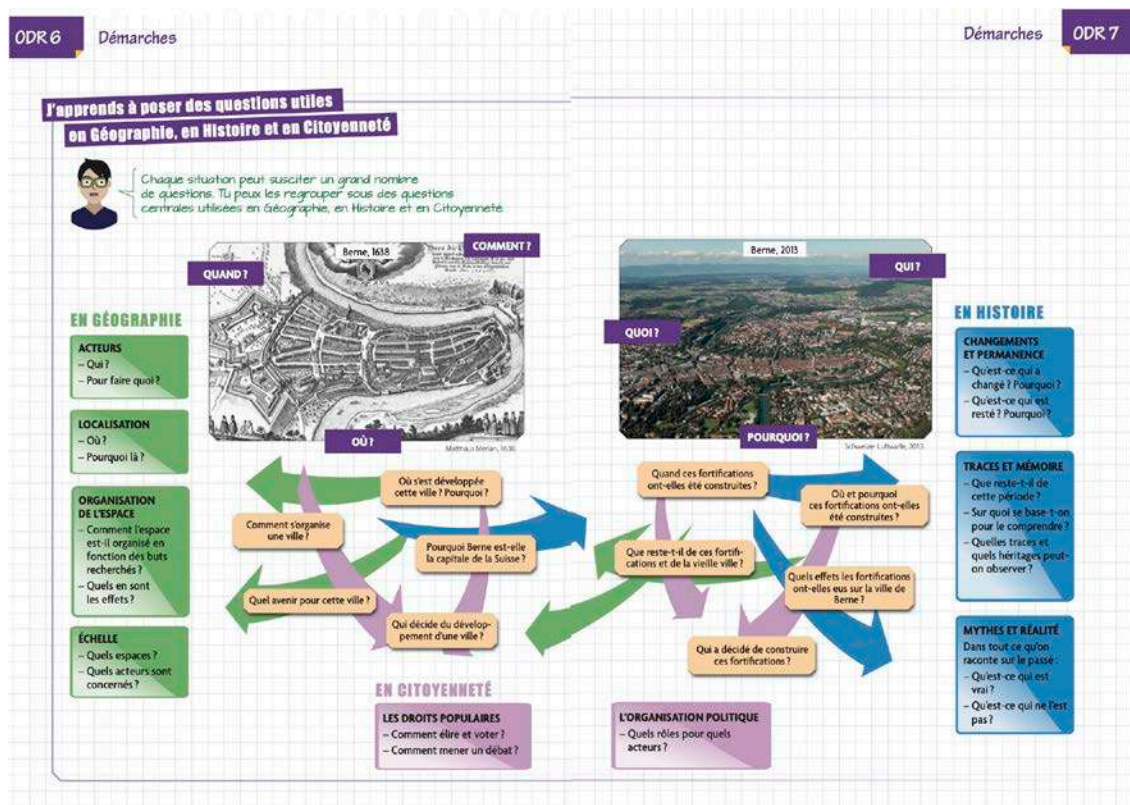 ODR 6
Démarches
Démarches
ODR 7
J'apprends à poser des questions utiles
en Géographie, en Histoire et en Citoyenneté
Chaque situation peut susciter un grand nombre
de questions. Tu peux les regrouper sous des questions
centrales utilisées en Géographie, en Histoire et en Citoyenneté.
Berne, 1638
COMMENT ?
QUAND ?
OÙ ?
Matthäus Merian, 1638
Berne, 2013
QUI ?
QUOI ?
POURQUOI ?
Schweizer Luftwaffe, 2013
EN GÉOGRAPHIE
ACTEURS
– Qui ?
– Pour faire quoi ?
LOCALISATION
– Où ?
– Pourquoi là ?
ORGANISATION
DE L'ESPACE
– Comment l'espace
est-il organisé en
fonction des buts
recherchés ?
– Quels en sont
les effets ?
ÉCHELLE
– Quels espaces ?
– Quels acteurs sont
concernés ?
Où s'est développée
cette ville ? Pourquoi ?
Comment s'organise
une ville ?
Pourquoi Berne est-elle
la capitale de la Suisse ?
Quel avenir pour cette ville ?
Qui décide du dévelop-
pement d'une ville ?
Quand ces fortifications
ont-elles été construites ?
Où et pourquoi
ces fortifications ont-elles
été construites ?
Que reste-t-il de ces fortifi-
cations et de la vieille ville ?
Quels effets les fortifications
ont-elles eus sur la ville de
Berne ?
Qui a décidé de construire
ces fortifications ?
EN HISTOIRE
CHANGEMENTS
ET PERMANENCE
– Qu'est-ce qui a
changé ? Pourquoi ?
– Qu'est-ce qui est
resté ? Pourquoi ?
TRACES ET MÉMOIRE
– Que reste-t-il de
cette période ?
– Sur quoi se base-t-on
pour le comprendre ?
– Quelles traces et
quels héritages peut-
on observer ?
MYTHES ET RÉALITÉ
Dans tout ce qu'on
raconte sur le passé :
– Qu'est-ce qui est
vrai ?
– Qu'est-ce qui ne l'est
pas ?
EN CITOYENNETÉ
LES DROITS POPULAIRES
– Comment élire et voter ?
– Comment mener un débat ?
L'ORGANISATION POLITIQUE
– Quels rôles pour quels
acteurs ?